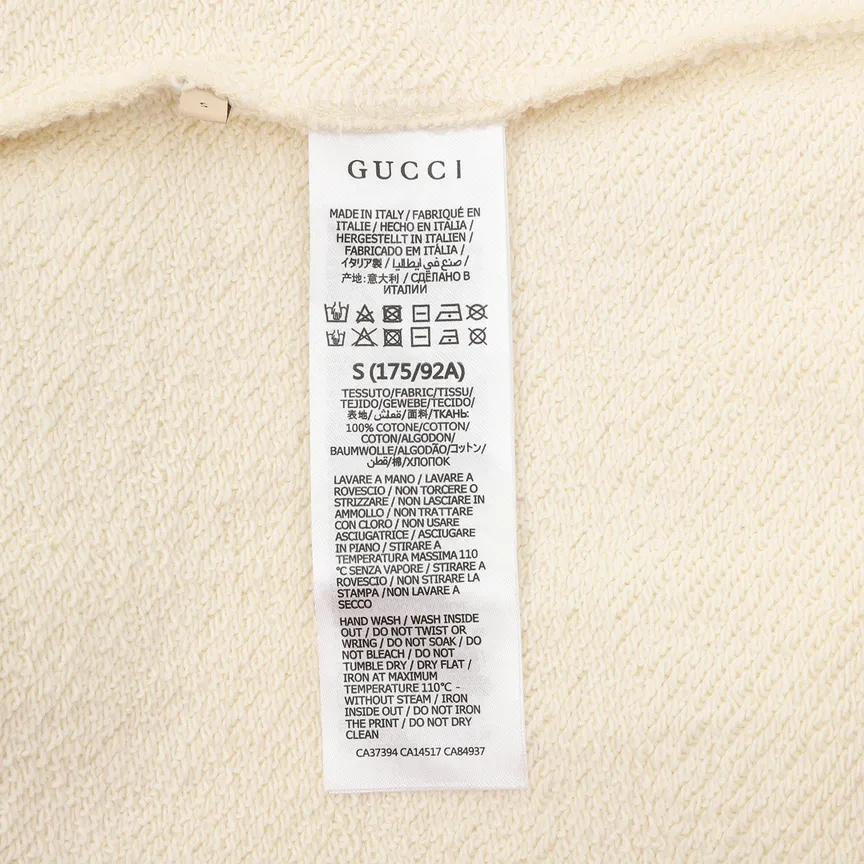 S
GUCCI
MADE IN ITALY / FABRIQUÉ EN
ITALIE / HECHO EN ITALIA /
HERGESTELLT IN ITALIEN /
FABRICADO EM ITÁLIA /
イタリア製 / صنع في إيطاليا /
产地:意大利 / СДЕЛАНО В
ИТАЛИИ
S (175/92A)
TESSUTO/FABRIC/TISSU/
TEJIDO/GEWEBE/TECIDO/
表地/قماش/面料/ТКАНЬ:
100% COTONE/COTTON/
COTON/ALGODON/
BAUMWOLLE/ALGODÃO/コットン/
قطن/棉/ХЛОПОК
LAVARE A MANO / LAVARE A
ROVESCIO / NON TORCERE O
STRIZZARE / NON LASCIARE IN
AMMOLLO / NON TRATTARE
CON CLORO / NON USARE
ASCIUGATRICE / ASCIUGARE
IN PIANO / STIRARE A
TEMPERATURA MASSIMA 110
°C SENZA VAPORE / STIRARE A
ROVESCIO / NON STIRARE LA
STAMPA / NON LAVARE A
SECCO
HAND WASH / WASH INSIDE
OUT / DO NOT TWIST OR
WRING / DO NOT SOAK / DO
NOT BLEACH / DO NOT
TUMBLE DRY / DRY FLAT /
IRON AT MAXIMUM
TEMPERATURE 110°C -
WITHOUT STEAM / IRON
INSIDE OUT / DO NOT IRON
THE PRINT / DO NOT DRY
CLEAN
CA37394 CA14517 CA84937